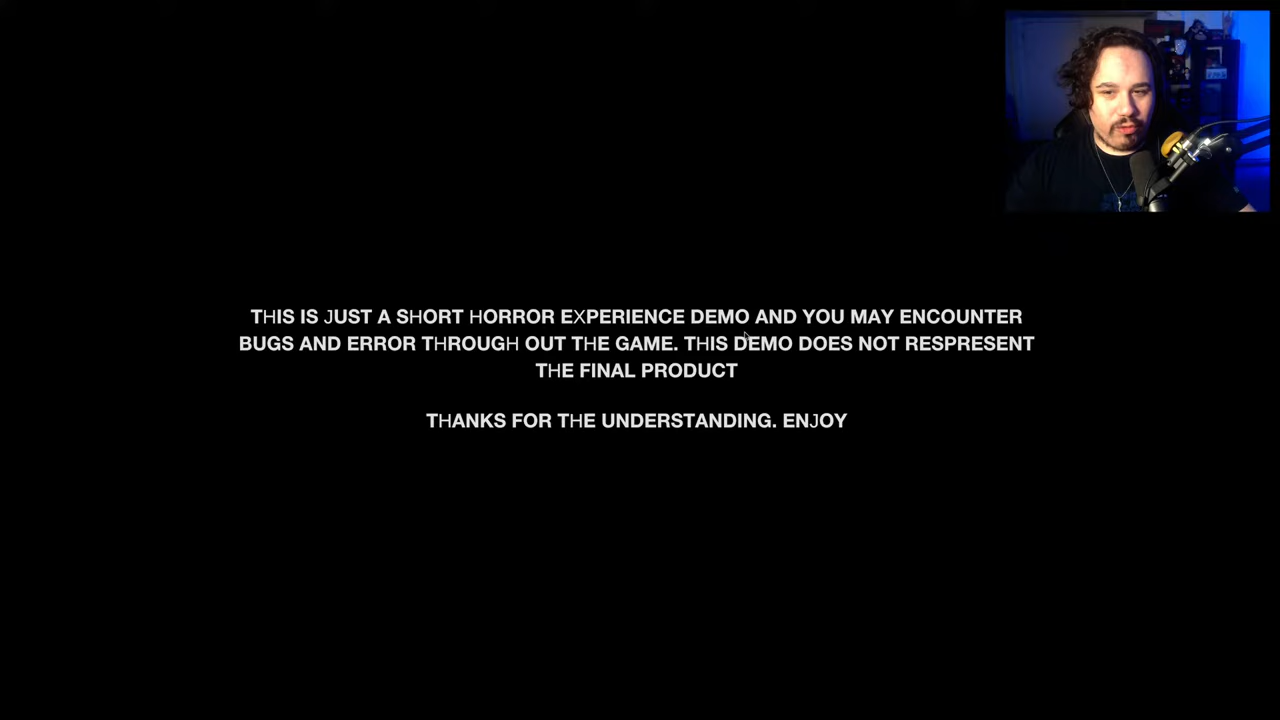 THIS IS JUST A SHORT HORROR EXPERIENCE DEMO AND YOU MAY ENCOUNTER
BUGS AND ERROR THROUGH OUT THE GAME. THIS DEMO DOES NOT RESPRESENT
THE FINAL PRODUCT
THANKS FOR THE UNDERSTANDING. ENJOY